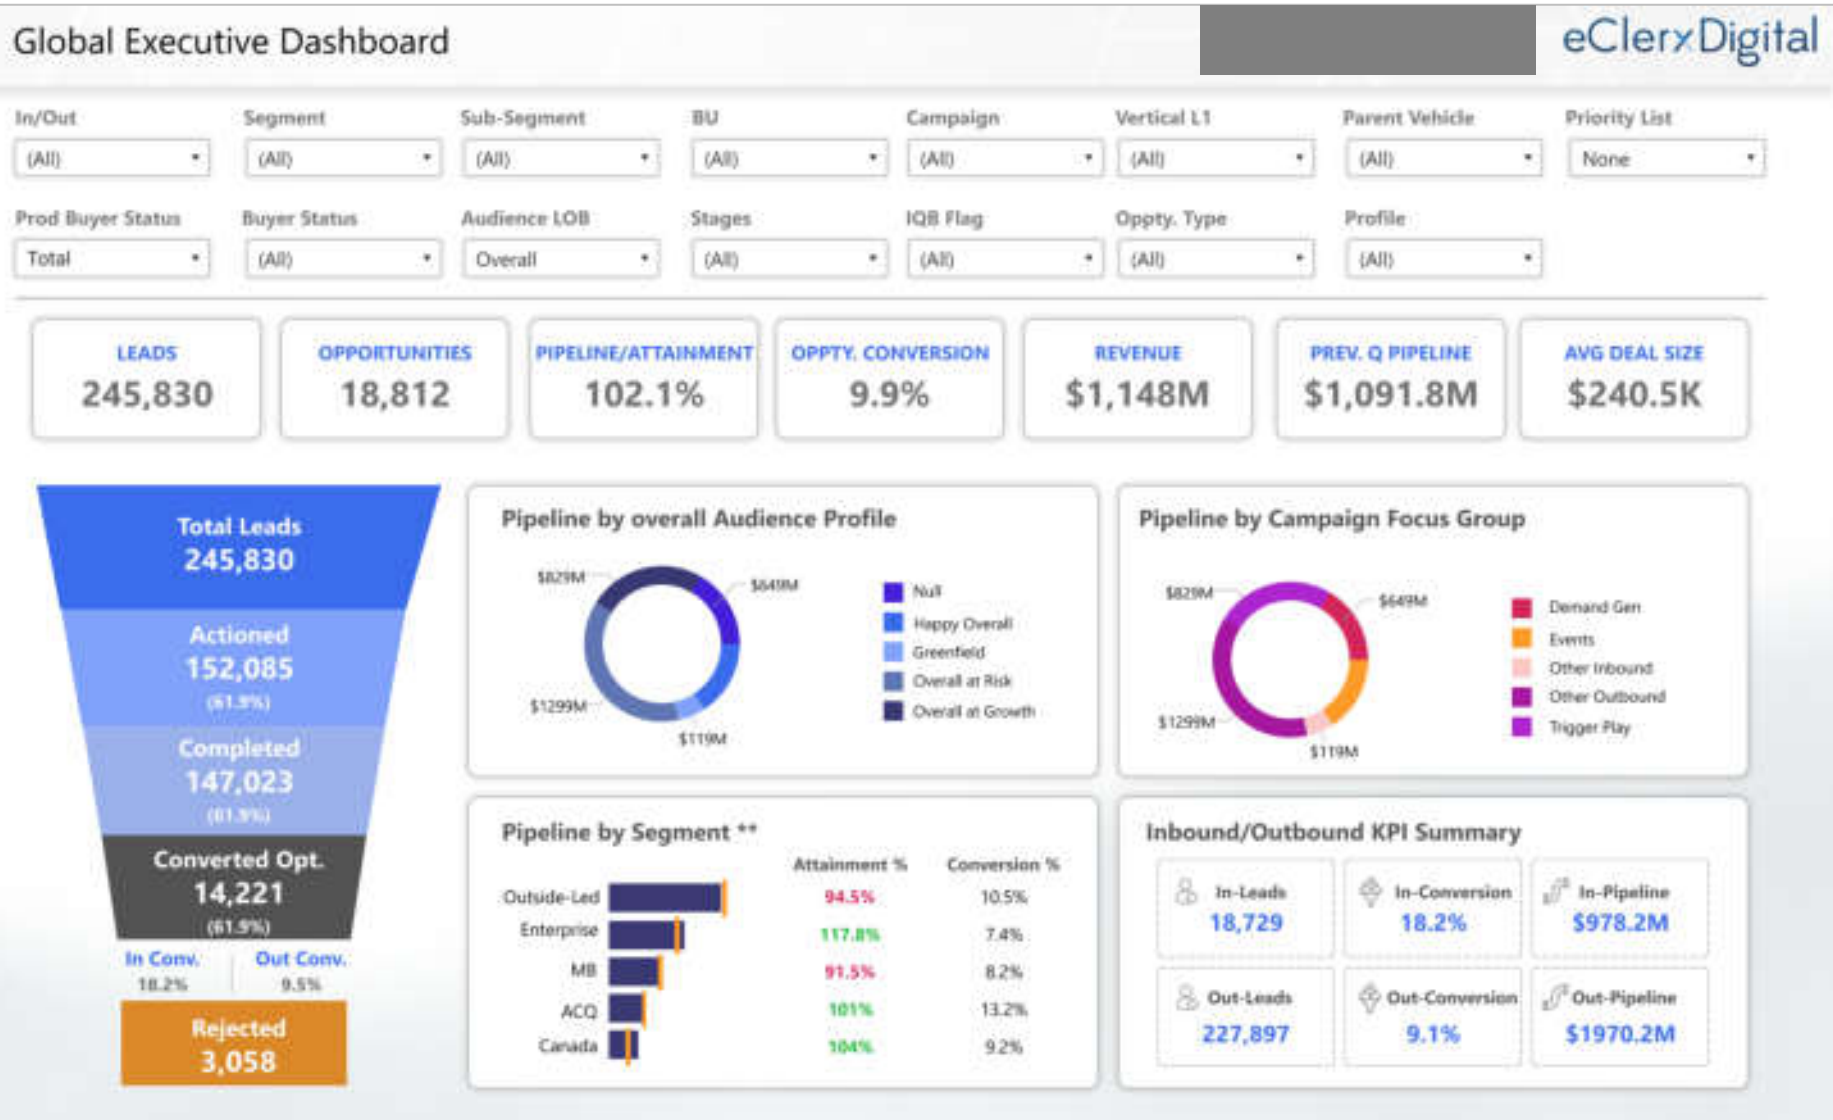 Global Executive Dashboard
eClerxDigital
In/Out Segment Sub-Segment BU Campaign Vertical L1 Parent Vehicle Priority List
(All) (All) (All) (All) (All) (All) (All) None
Prod Buyer Status Buyer Status Audience LOB Stages IQB Flag Oppty. Type Profile
Total (All) Overall (All) (All) (All) (All)
LEADS OPPORTUNITIES PIPELINE/ATTAINMENT OPPTY. CONVERSION REVENUE PREV. Q PIPELINE AVG DEAL SIZE
245,830 18,812 102.1% 9.9% $1,148M $1,091.8M $240.5K
Total Leads
245,830
Actioned
152,085
(61.9%)
Completed
147,023
(61.9%)
Converted Opt.
14,221
(61.9%)
In Conv. Out Conv.
18.2% 9.5%
Rejected
3,058
Pipeline by overall Audience Profile
$829M
$649M
$1299M
$119M
Null
Happy Overall
Greenfield
Overall at Risk
Overall at Growth
Pipeline by Campaign Focus Group
$829M
$649M
$1299M
$119M
Demand Gen
Events
Other Inbound
Other Outbound
Trigger Play
Pipeline by Segment **
Attainment % Conversion %
Outside-Led 94.5% 10.5%
Enterprise 117.8% 7.4%
MB 91.5% 8.2%
ACQ 101% 13.2%
Canada 104% 9.2%
Inbound/Outbound KPI Summary
In-Leads In-Conversion In-Pipeline
18,729 18.2% $978.2M
Out-Leads Out-Conversion Out-Pipeline
227,897 9.1% $1970.2M